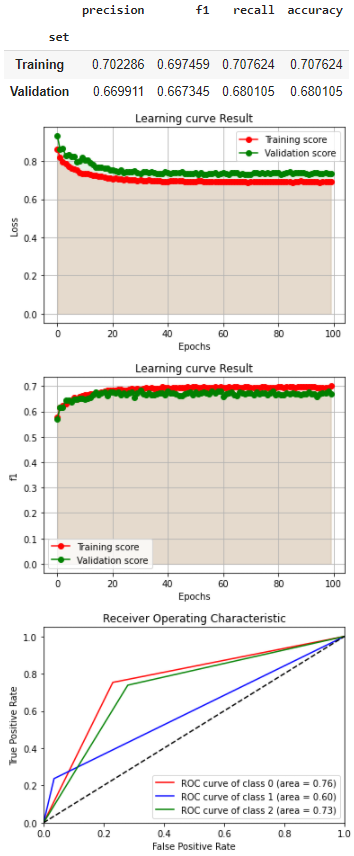 precision f1 recall accuracy
set
Training 0.702286 0.697459 0.707624 0.707624
Validation 0.669911 0.667345 0.680105 0.680105
Learning curve Result
Training score
Validation score
0.8
0.6
0.4
0.2
0.0
Loss
0 20 40 60 80 100
Epochs
Learning curve Result
0.7
0.6
0.5
0.4
0.3
0.2
0.1
0.0
f1
Training score
Validation score
0 20 40 60 80 100
Epochs
Receiver Operating Characteristic
1.0
0.8
0.6
0.4
0.2
0.0
True Positive Rate
ROC curve of class 0 (area = 0.76)
ROC curve of class 1 (area = 0.60)
ROC curve of class 2 (area = 0.73)
0.0 0.2 0.4 0.6 0.8 1.0
False Positive Rate